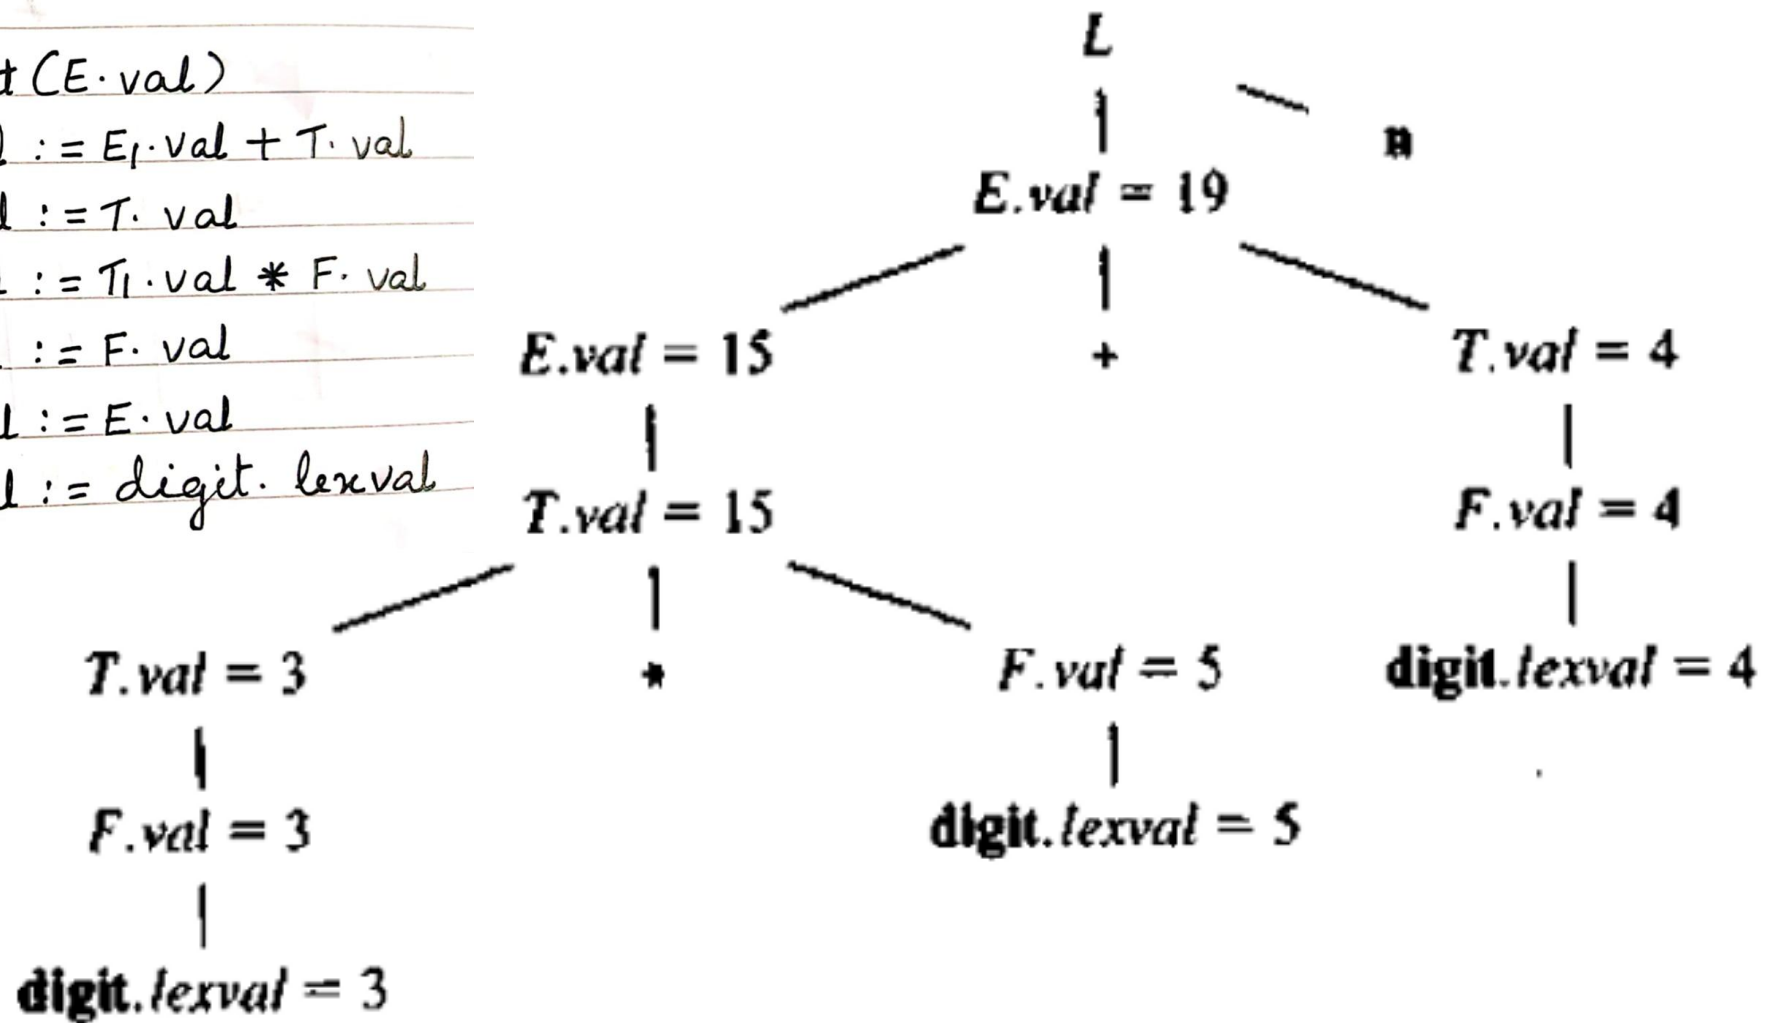 t (E. val)
l := E1. val + T. val
l := T. val
:= T1. val * F. val
:= F. val
l := E. val
l := digit. lexval
L
n
E.val = 19
E.val = 15 + T.val = 4
T.val = 15 F.val = 4
T.val = 3 * F.val = 5 digit.lexval = 4
F.val = 3 digit.lexval = 5
digit.lexval = 3